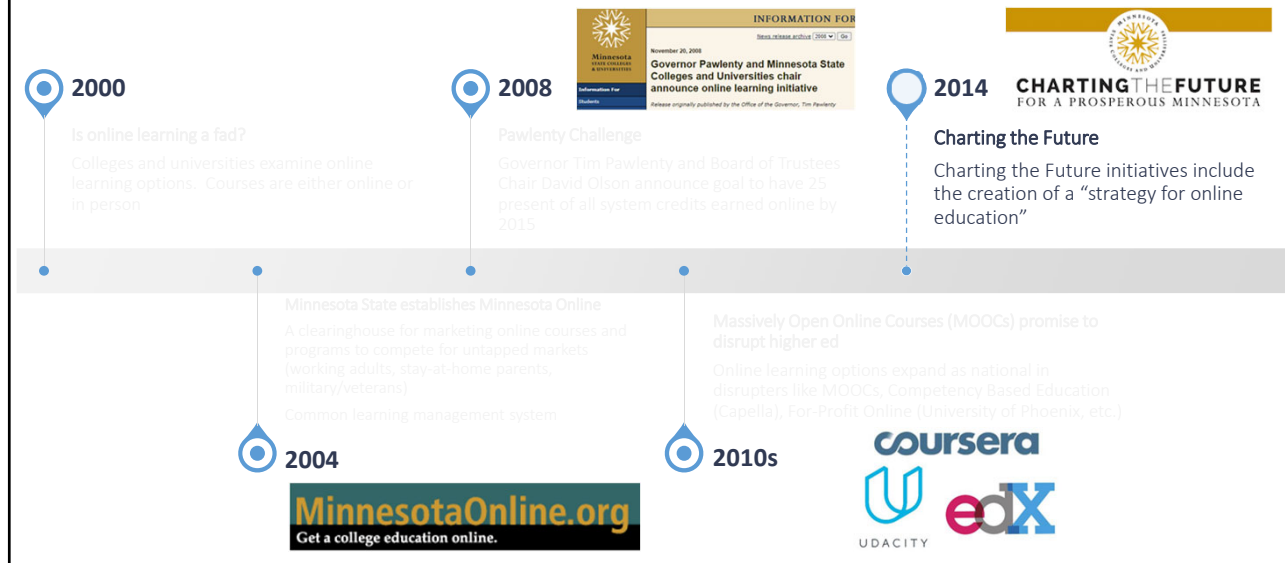 2000
Is online learning a fad?
Colleges and universities examine online
learning options. Courses are either online or
in person
2008
INFORMATION FOR
News release archive 2008 Go
Minnesota
STATE COLLEGES
& UNIVERSITIES
Information For
Students
November 20, 2008
Governor Pawlenty and Minnesota State
Colleges and Universities chair
announce online learning initiative
Release originally published by the Office of the Governor, Tim Pawlenty
Pawlenty Challenge
Governor Tim Pawlenty and Board of Trustees
Chair David Olson announce goal to have 25
present of all system credits earned online by
2015
2014
MINNESOTA STATE COLLEGES AND UNIVERSITIES
CHARTINGTHEFUTURE
FOR A PROSPEROUS MINNESOTA
Charting the Future
Charting the Future initiatives include
the creation of a “strategy for online
education”
Minnesota State establishes Minnesota Online
A clearinghouse for marketing online courses and
programs to compete for untapped markets
(working adults, stay-at-home parents,
military/veterans)
Common learning management system
2004
MinnesotaOnline.org
Get a college education online.
Massively Open Online Courses (MOOCs) promise to
disrupt higher ed
Online learning options expand as national in
disrupters like MOOCs, Competency Based Education
(Capella), For-Profit Online (University of Phoenix, etc.)
2010s
coursera
UDACITY
edX